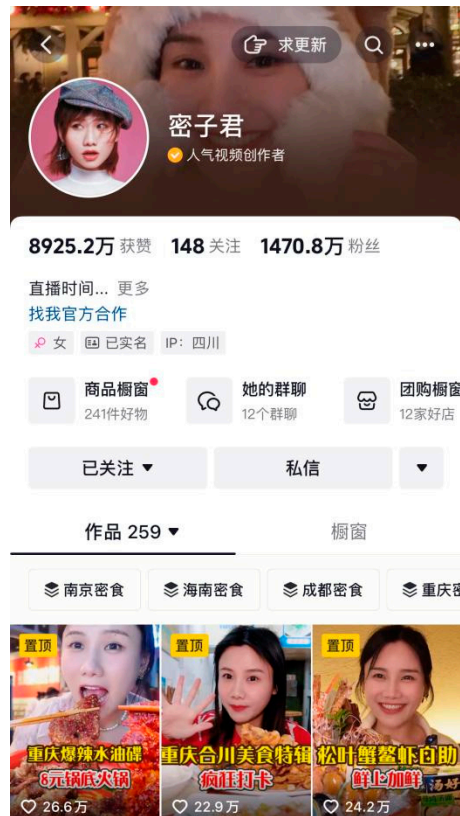 求更新
密子君
人气视频创作者
8925.2万 获赞 148 关注 1470.8万 粉丝
直播时间... 更多
找我官方合作
女 已实名 IP：四川
商品橱窗 她的群聊 团购橱窗
241件好物 12个群聊 12家好店
已关注 私信
作品 259 橱窗
南京密食 海南密食 成都密食 重庆密
置顶 置顶 置顶
重庆爆辣水油碟 重庆合川美食特辑 松叶蟹鳌虾自助
8元锅底火锅 疯狂打卡 鲜上加鲜
26.6万 22.9万 24.2万